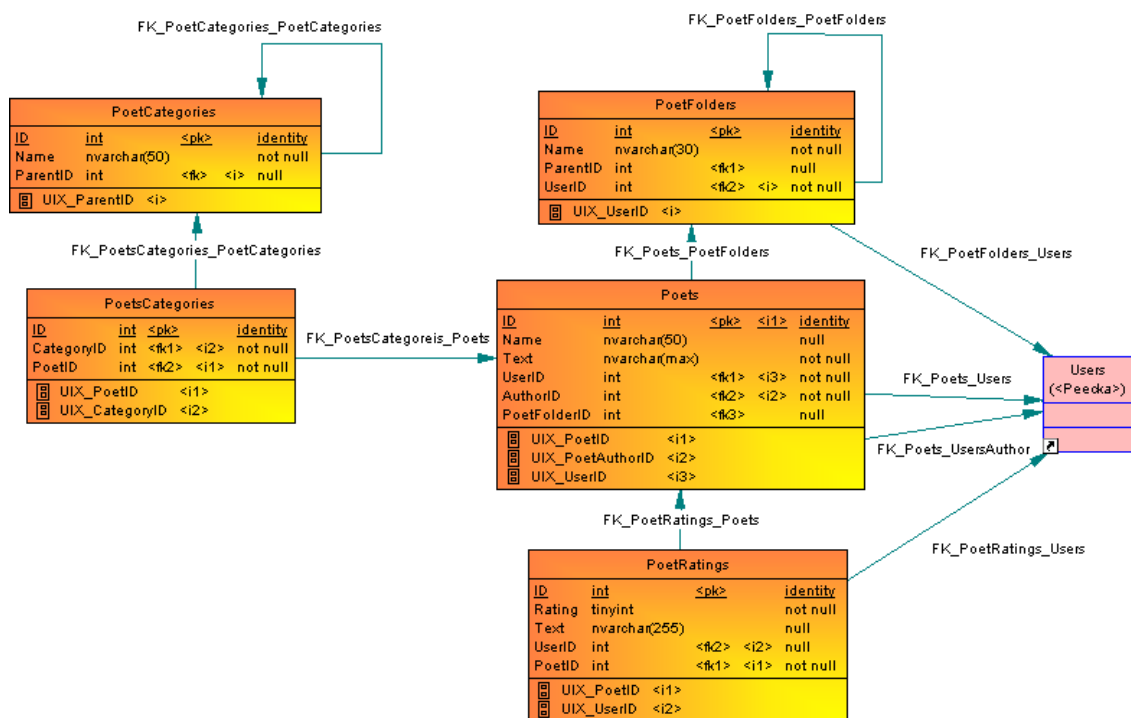 FK_PoetCategories_PoetCategories
PoetCategories
ID int <pk> identity
Name nvarchar(50) not null
ParentID int <fk> <i> null
UIX_ParentID <i>
FK_PoetFolders_PoetFolders
PoetFolders
ID int <pk> identity
Name nvarchar(30) not null
ParentID int <fk1> null
UserID int <fk2> <i> not null
UIX_UserID <i>
FK_PoetsCategories_PoetCategories
FK_Poets_PoetFolders
FK_PoetFolders_Users
PoetsCategories
ID int <pk> identity
CategoryID int <fk1> <i2> not null
PoetID int <fk2> <i1> not null
UIX_PoetID <i1>
UIX_CategoryID <i2>
FK_PoetsCategoreis_Poets
Poets
ID int <pk> <i1> identity
Name nvarchar(50) null
Text nvarchar(max) not null
UserID int <fk1> <i3> not null
AuthorID int <fk2> <i2> not null
PoetFolderID int <fk3> null
UIX_PoetID <i1>
UIX_PoetAuthorID <i2>
UIX_UserID <i3>
FK_Poets_Users
Users
(<Peecka>)
FK_Poets_UsersAuthor
FK_PoetRatings_Poets
FK_PoetRatings_Users
PoetRatings
ID int <pk> identity
Rating tinyint not null
Text nvarchar(255) null
UserID int <fk2> <i2> null
PoetID int <fk1> <i1> not null
UIX_PoetID <i1>
UIX_UserID <i2>